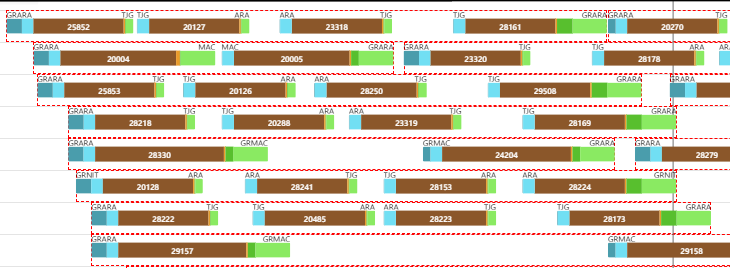 GRARA TJG TJG ARA ARA TJG TJG GRARA GRARA TJG
25852 20127 23318 28161 20270
GRARA MAC MAC GRARA GRARA TJG TJG ARA
20004 20005 23320 28178
GRARA TJG TJG ARA ARA TJG TJG GRARA GRARA
25853 20126 28250 29508
GRARA TJG TJG ARA ARA TJG TJG GRARA
28218 20288 23319 28169
GRARA GRMAC GRMAC GRARA GRARA
28330 24204 28279
GRNIT ARA ARA TJG TJG ARA ARA GRNIT
20128 28241 28153 28224
GRARA TJG TJG ARA ARA TJG TJG GRARA
28222 20485 28223 28173
GRARA GRMAC GRMAC
29157 29158